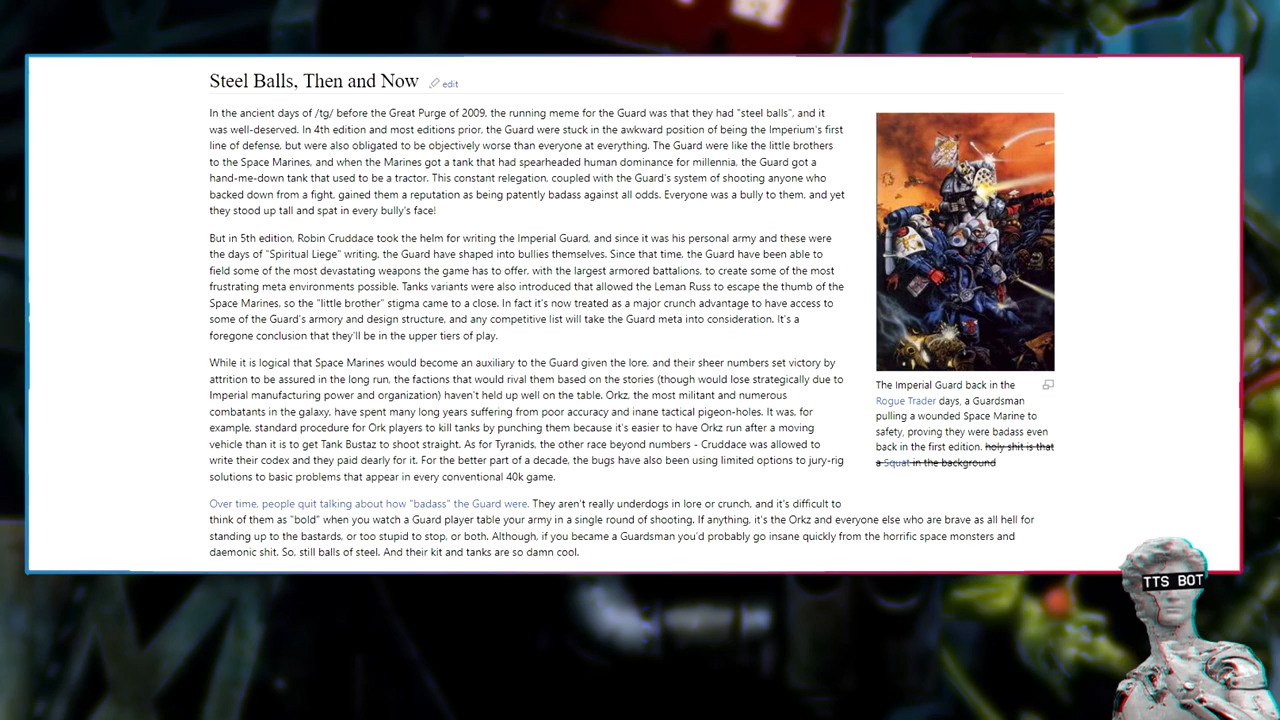 Steel Balls, Then and Now edit
In the ancient days of /tg/ before the Great Purge of 2009, the running meme for the Guard was that they had "steel balls", and it
was well-deserved. In 4th edition and most editions prior, the Guard were stuck in the awkward position of being the Imperium's first
line of defense, but were also obligated to be objectively worse than everyone at everything. The Guard were like the little brothers
to the Space Marines, and when the Marines got a tank that had spearheaded human dominance for millennia, the Guard got a
hand-me-down tank that used to be a tractor. This constant relegation, coupled with the Guard's system of shooting anyone who
backed down from a fight, gained them a reputation as being patently badass against all odds. Everyone was a bully to them, and yet
they stood up tall and spat in every bully's face!
But in 5th edition, Robin Cruddace took the helm for writing the Imperial Guard, and since it was his personal army and these were
the days of "Spiritual Liege" writing, the Guard have shaped into bullies themselves. Since that time, the Guard have been able to
field some of the most devastating weapons the game has to offer, with the largest armored battalions, to create some of the most
frustrating meta environments possible. Tanks variants were also introduced that allowed the Leman Russ to escape the thumb of the
Space Marines, so the "little brother" stigma came to a close. In fact it's now treated as a major crunch advantage to have access to
some of the Guard's armory and design structure, and any competitive list will take the Guard meta into consideration. It's a
foregone conclusion that they'll be in the upper tiers of play.
While it is logical that Space Marines would become an auxiliary to the Guard given the lore, and their sheer numbers set victory by
attrition to be assured in the long run, the factions that would rival them based on the stories (though would lose strategically due to
Imperial manufacturing power and organization) haven't held up well on the table. Orkz, the most militant and numerous
combatants in the galaxy, have spent many long years suffering from poor accuracy and inane tactical pigeon-holes. It was, for
example, standard procedure for Ork players to kill tanks by punching them because it's easier to have Orkz run after a moving
vehicle than it is to get Tank Bustaz to shoot straight. As for Tyranids, the other race beyond numbers - Cruddace was allowed to
write their codex and they paid dearly for it. For the better part of a decade, the bugs have also been using limited options to jury-rig
solutions to basic problems that appear in every conventional 40k game.
Over time, people quit talking about how "badass" the Guard were. They aren't really underdogs in lore or crunch, and it's difficult to
think of them as "bold" when you watch a Guard player table your army in a single round of shooting. If anything, it's the Orkz and everyone else who are brave as all hell for
standing up to the bastards, or too stupid to stop, or both. Although, if you became a Guardsman you'd probably go insane quickly from the horrific space monsters and
daemonic shit. So, still balls of steel. And their kit and tanks are so damn cool.
The Imperial Guard back in the
Rogue Trader days, a Guardsman
pulling a wounded Space Marine to
safety, proving they were badass even
back in the first edition. holy shit is that
a Squat in the background
TTS BOT